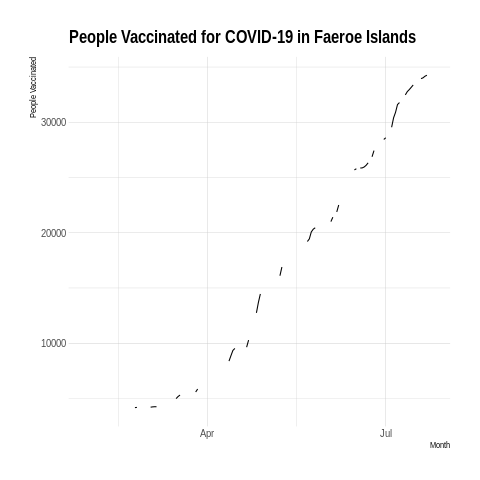 People Vaccinated for COVID-19 in Faeroe Islands
People Vaccinated
30000
20000
10000
Apr
Jul
Month